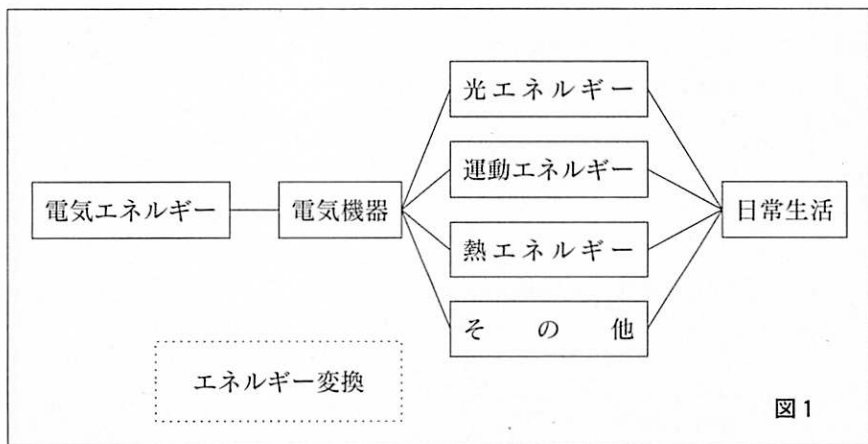 光エネルギー
運動エネルギー
電気エネルギー
電気機器
日常生活
熱エネルギー
その他
エネルギー変換
図1